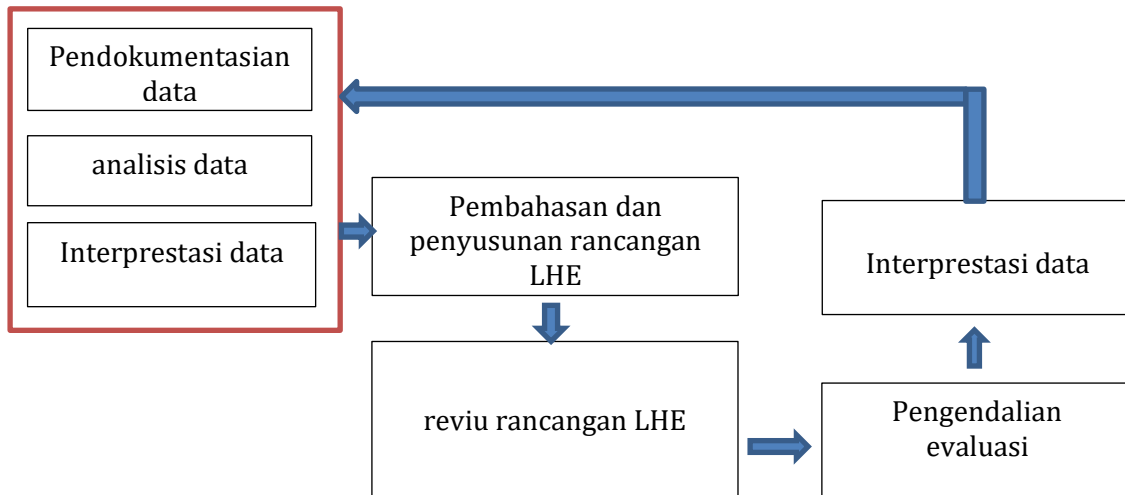 Pendokumentasian
data
analisis data
Interprestasi data
Pembahasan dan
penyusunan rancangan
LHE
reviu rancangan LHE
Pengendalian
evaluasi
Interprestasi data